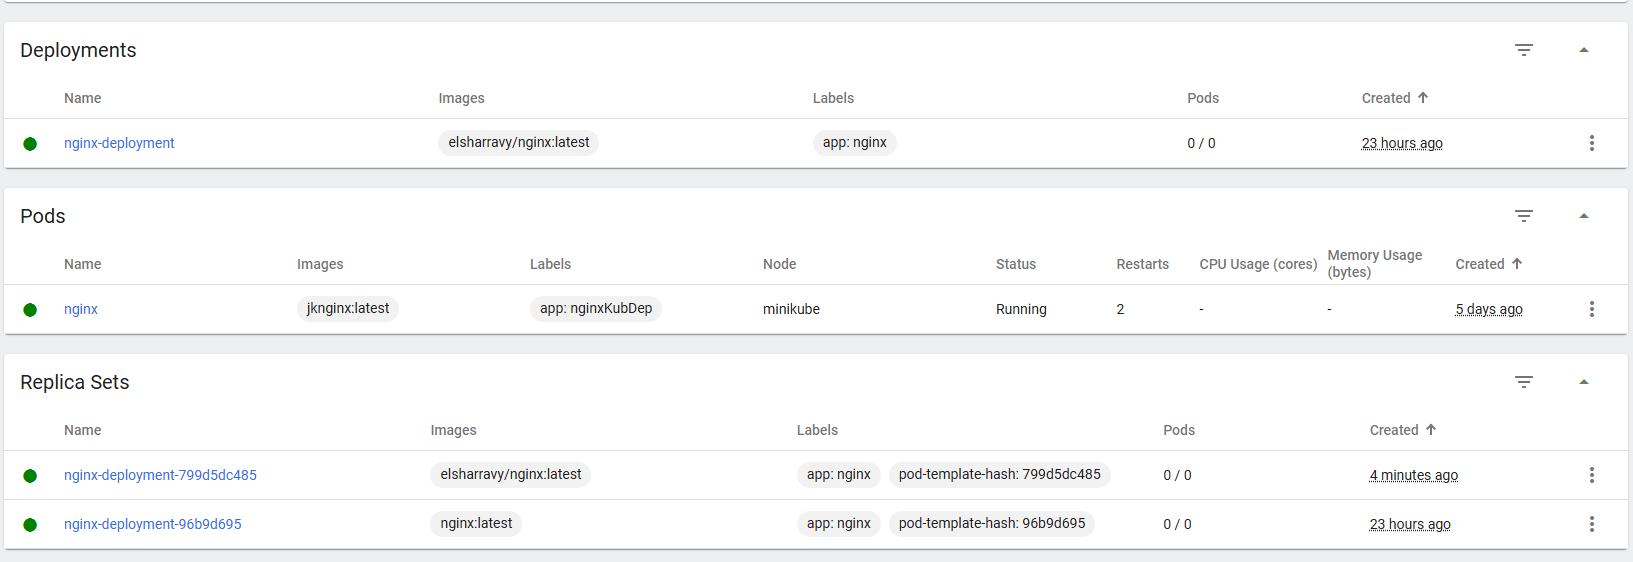 Deployments
Name Images Labels Pods Created
nginx-deployment elsharravy/nginx:latest app: nginx 0 / 0 23 hours ago
Pods
Name Images Labels Node Status Restarts CPU Usage (cores) Memory Usage (bytes) Created
nginx jknginx:latest app: nginxKubDep minikube Running 2 - - 5 days ago
Replica Sets
Name Images Labels Pods Created
nginx-deployment-799d5dc485 elsharravy/nginx:latest app: nginx pod-template-hash: 799d5dc485 0 / 0 4 minutes ago
nginx-deployment-96b9d695 nginx:latest app: nginx pod-template-hash: 96b9d695 0 / 0 23 hours ago